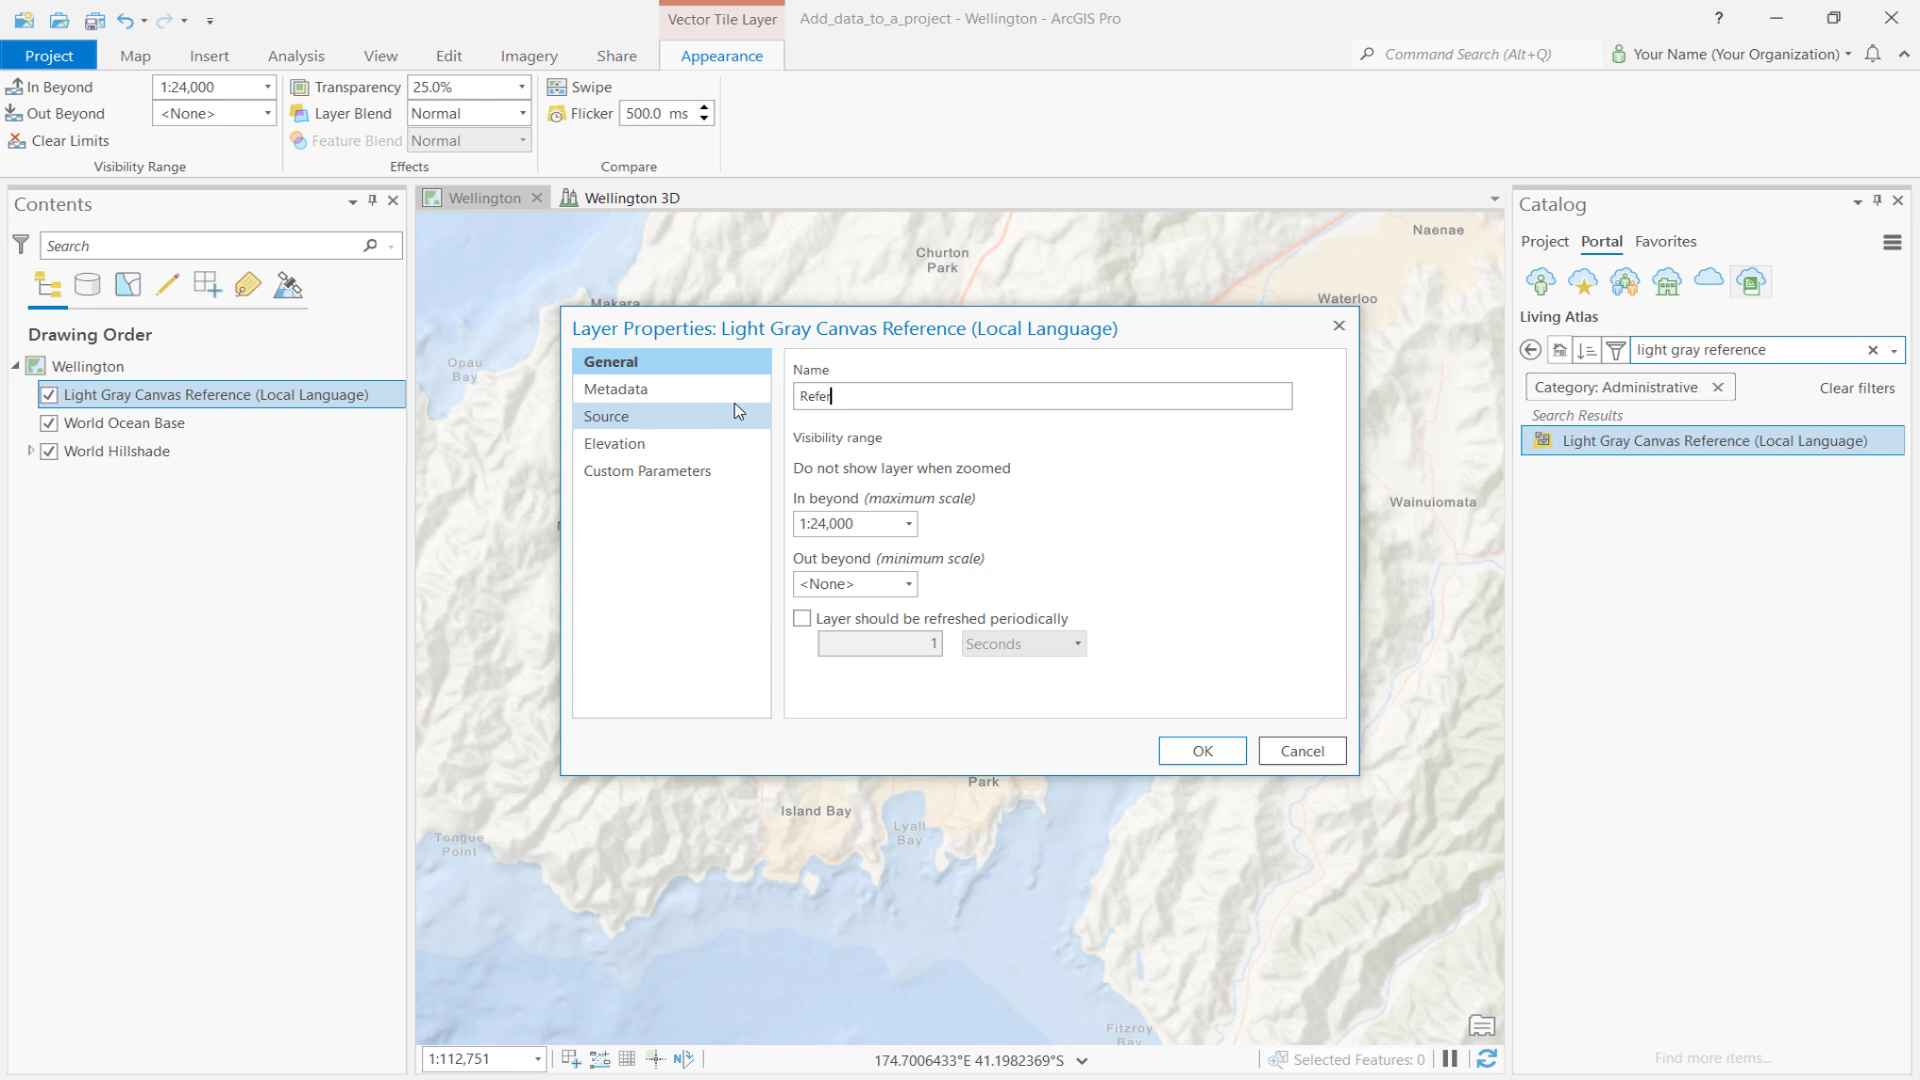 Vector Tile Layer
Add_data_to_a_project - Wellington - ArcGIS Pro
?
Project
Map
Insert
Analysis
View
Edit
Imagery
Share
Appearance
Command Search (Alt+Q)
Your Name (Your Organization)
In Beyond
1:24,000
Out Beyond
<None>
Clear Limits
Visibility Range
Transparency
25.0%
Layer Blend
Normal
Feature Blend
Normal
Effects
Swipe
Flicker
500.0 ms
Compare
Contents
Search
Drawing Order
Wellington
Light Gray Canvas Reference (Local Language)
World Ocean Base
World Hillshade
Wellington
Wellington 3D
Churton
Park
Naenae
Makara
Waterloo
Opau
Bay
Wainuiomata
Park
Island Bay
Lyall
Bay
Tongue
Point
Fitzroy
Bay
Layer Properties: Light Gray Canvas Reference (Local Language)
General
Metadata
Source
Elevation
Custom Parameters
Name
Refer
Visibility range
Do not show layer when zoomed
In beyond (maximum scale)
1:24,000
Out beyond (minimum scale)
<None>
Layer should be refreshed periodically
1
Seconds
OK
Cancel
1:112,751
174.7006433°E 41.1982369°S
Selected Features: 0
Catalog
Project
Portal
Favorites
Living Atlas
light gray reference
Category: Administrative
Clear filters
Search Results
Light Gray Canvas Reference (Local Language)
Find more items...